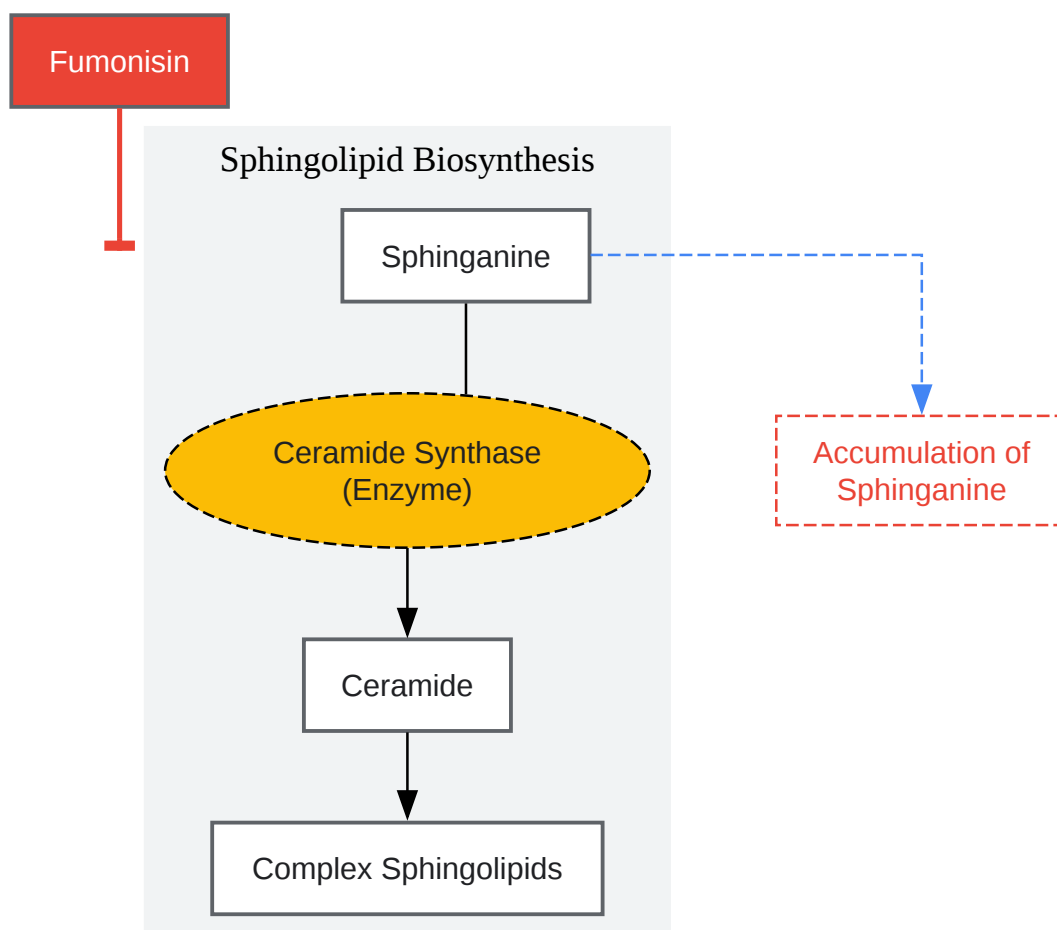 Fumonisin
Sphingolipid Biosynthesis
Sphinganine
Ceramide Synthase
(Enzyme)
Accumulation of
Sphinganine
Ceramide
Complex Sphingolipids